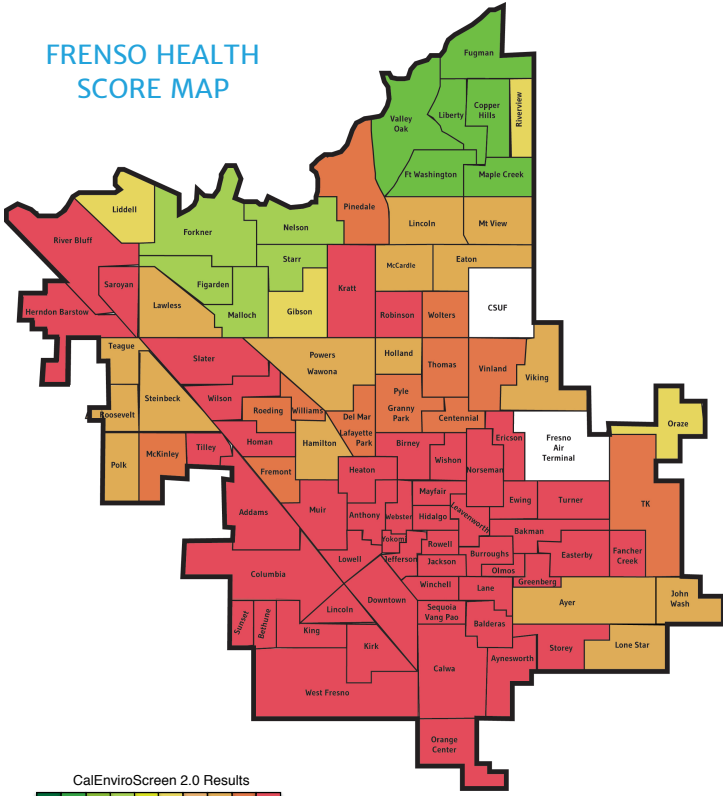 FRENSO HEALTH
SCORE MAP
Fugman
Valley
Oak
Liberty
Copper
Hills
Riverview
Ft Washington
Maple Creek
Liddell
Forkner
Nelson
Pinedale
Lincoln
Mt View
River Bluff
Starr
McCardle
Eaton
Saroyan
Figarden
Kratt
Herndon Barstow
Lawless
Malloch
Gibson
Robinson
Wolters
CSUF
Teague
Slater
Powers
Wawona
Holland
Thomas
Vinland
Viking
Roosevelt
Steinbeck
Wilson
Roeding
Williams
Del Mar
Lafayette
Park
Pyle
Granny
Park
Centennial
Oraze
Polk
McKinley
Tilley
Homan
Hamilton
Birney
Wishon
Ericson
Fresno
Air
Terminal
Fremont
Heaton
Norseman
Addams
Muir
Mayfair
Ewing
Turner
TK
Anthony
Webster
Hidalgo
Leavenworth
Bakman
Yokom
Rowell
Lowell
Jefferson
Jackson
Burroughs
Easterby
Fancher
Creek
Columbia
Olmos
Greenberg
Winchell
Lane
Downtown
Ayer
John
Wash
Sunset
Bethune
Lincoln
Sequoia
Vang Pao
Balderas
King
Kirk
Calwa
Aynesworth
Storey
Lone Star
West Fresno
Orange
Center
CalEnviroScreen 2.0 Results